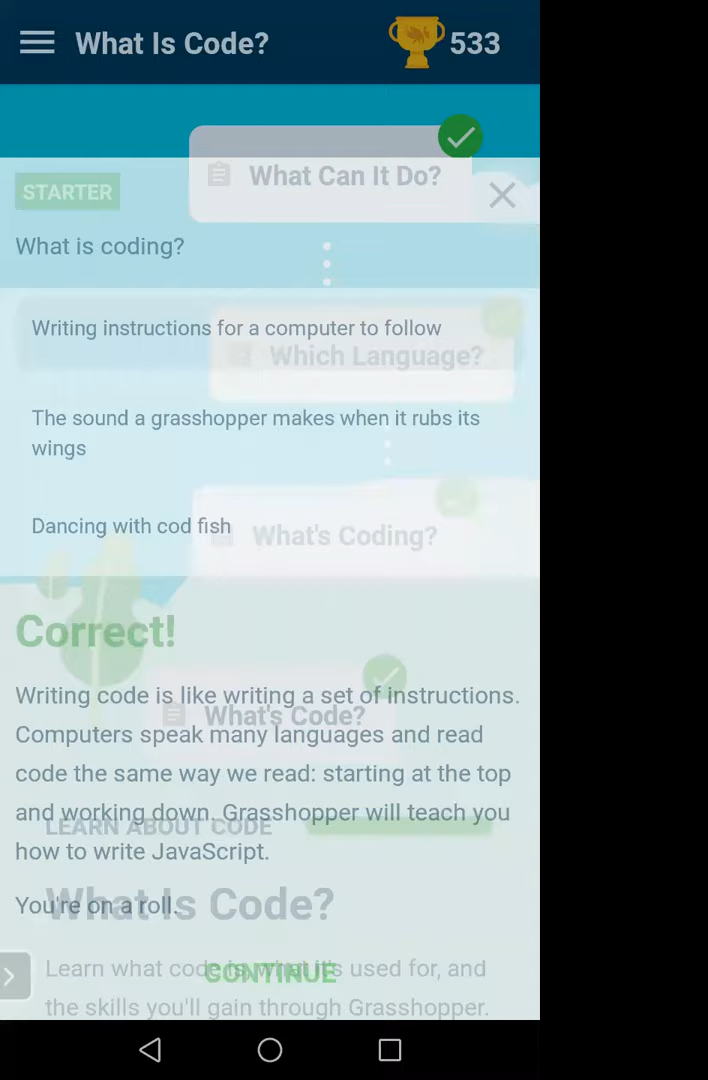 What Is Code?
533
What Can It Do?
STARTER
What is coding?
Writing instructions for a computer to follow
Which Language?
The sound a grasshopper makes when it rubs its
wings
Dancing with cod fish
What's Coding?
Correct!
Writing code is like writing a set of instructions.
What's Code?
Computers speak many languages and read
code the same way we read: starting at the top
and working down. Grasshopper will teach you
LEARN ABOUT CODE
how to write JavaScript.
What Is Code?
You're on a roll.
Learn what code is, what it's used for, and
CONTINUE
the skills you'll gain through Grasshopper.